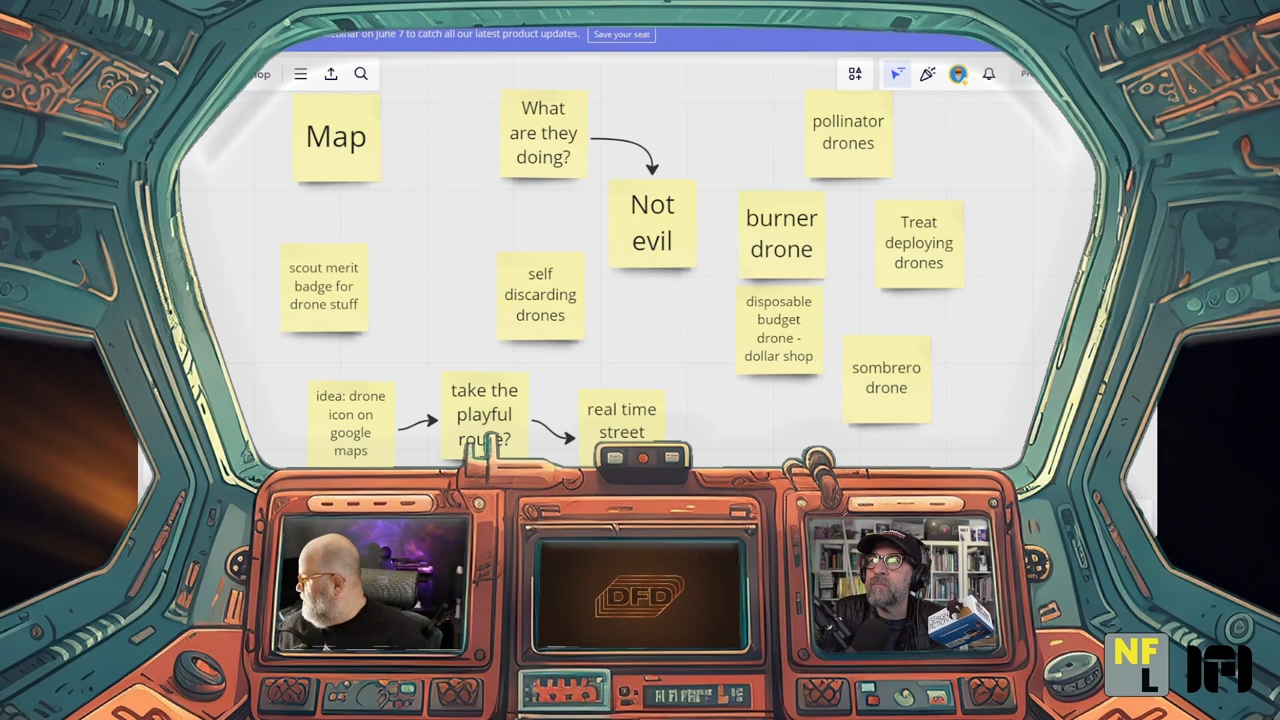 ebinar on June 7 to catch all our latest product updates.
Save your seat
hop
Map
What
are they
doing?
pollinator
drones
Not
evil
burner
drone
Treat
deploying
drones
scout merit
badge for
drone stuff
self
discarding
drones
disposable
budget
drone -
dollar shop
sombrero
drone
idea: drone
icon on
google
maps
take the
playful
route?
real time
street
DFD
NF
L